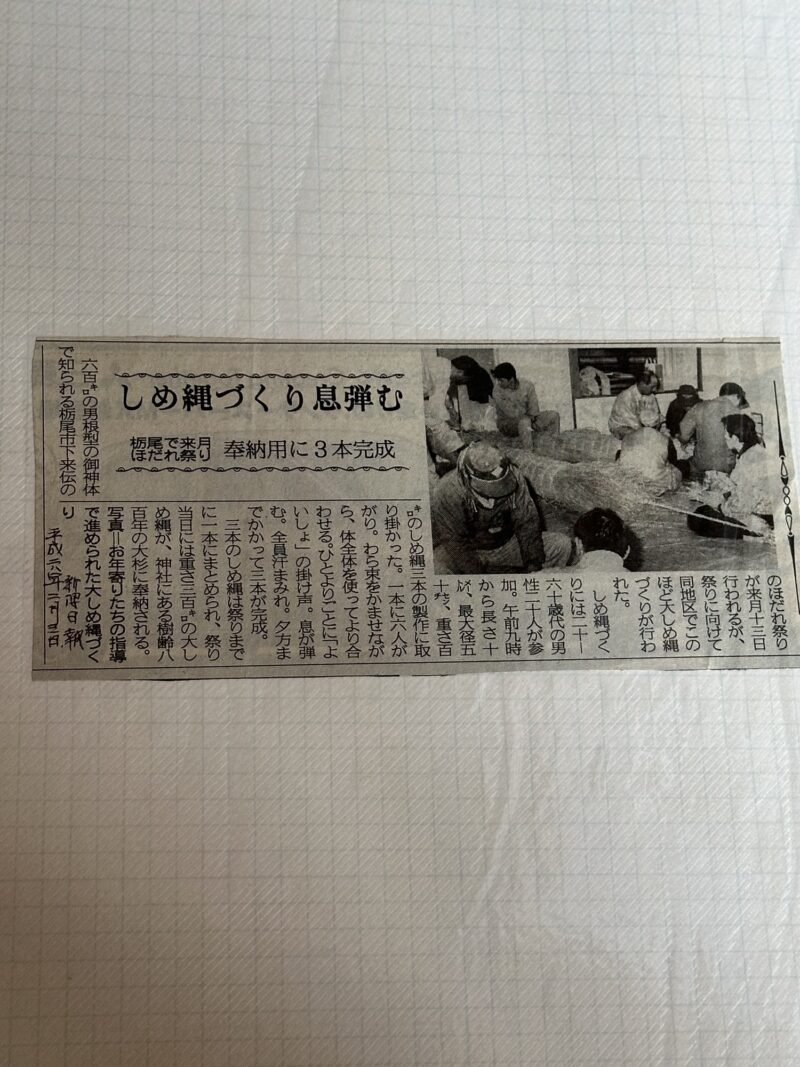 しめ縄づくり息弾む
栃尾で来月
ほだれ祭り
奉納用に3本完成
六百㌔の男根型の御神体
で知られる栃尾市下来伝の
のほだれ祭り
が来月十三日
行われるが、
祭りに向けて
同地区でこの
ほど大しめ縄
づくりが行わ
れた。
しめ縄づく
りには二十―
六十歳代の男
性二十人が参
加。午前九時
から長さ十
㍍、最大径五
十㌢、重さ百
㌔のしめ縄三本の製作に取
り掛かった。一本に六人が
がり。わら束をかませなが
ら、体全体を使ってより合
わせる。ひとよりごとに「よ
いしょ」の掛け声。息が弾
む。全員汗まみれ。夕方ま
でかかって三本が完成。
三本のしめ縄は祭りまで
に一本にまとめられ、祭り
当日には重さ三百㌔の大し
め縄が、神社にある樹齢八
百年の大杉に奉納される。
写真=お年寄りたちの指導
で進められた大しめ縄づく
り
新潟日報
平成六年二月